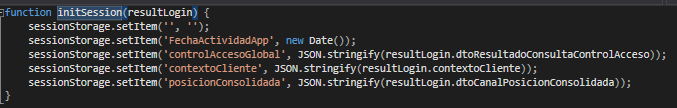 function initSession(resultLogin) {
    sessionStorage.setItem('', '');
    sessionStorage.setItem('FechaActividadApp', new Date());
    sessionStorage.setItem('controlAccesoGlobal', JSON.stringify(resultLogin.dtoResultadoConsultaControlAcceso));
    sessionStorage.setItem('contextoCliente', JSON.stringify(resultLogin.contextoCliente));
    sessionStorage.setItem('posicionConsolidada', JSON.stringify(resultLogin.dtoCanalPosicionConsolidada));
}